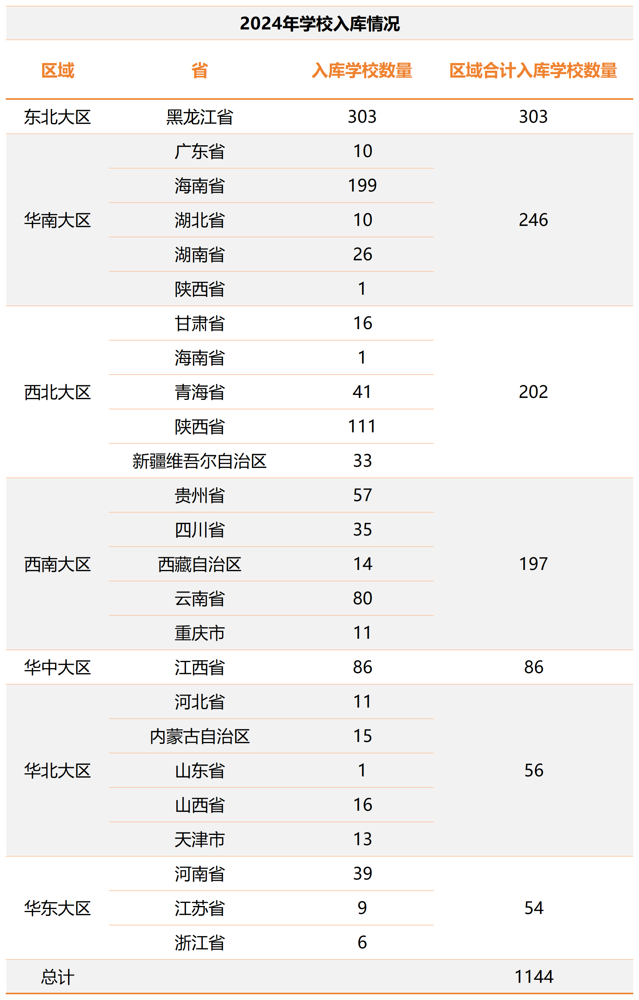 2024年学校入库情况
区域 省 入库学校数量 区域合计入库学校数量
东北大区 黑龙江省 303 303
广东省 10
海南省 199
华南大区 湖北省 10 246
湖南省 26
陕西省 1
甘肃省 16
海南省 1
西北大区 青海省 41 202
陕西省 111
新疆维吾尔自治区 33
贵州省 57
四川省 35
西南大区 西藏自治区 14 197
云南省 80
重庆市 11
华中大区 江西省 86 86
河北省 11
内蒙古自治区 15
华北大区 山东省 1 56
山西省 16
天津市 13
河南省 39
华东大区 江苏省 9 54
浙江省 6
总计 1144